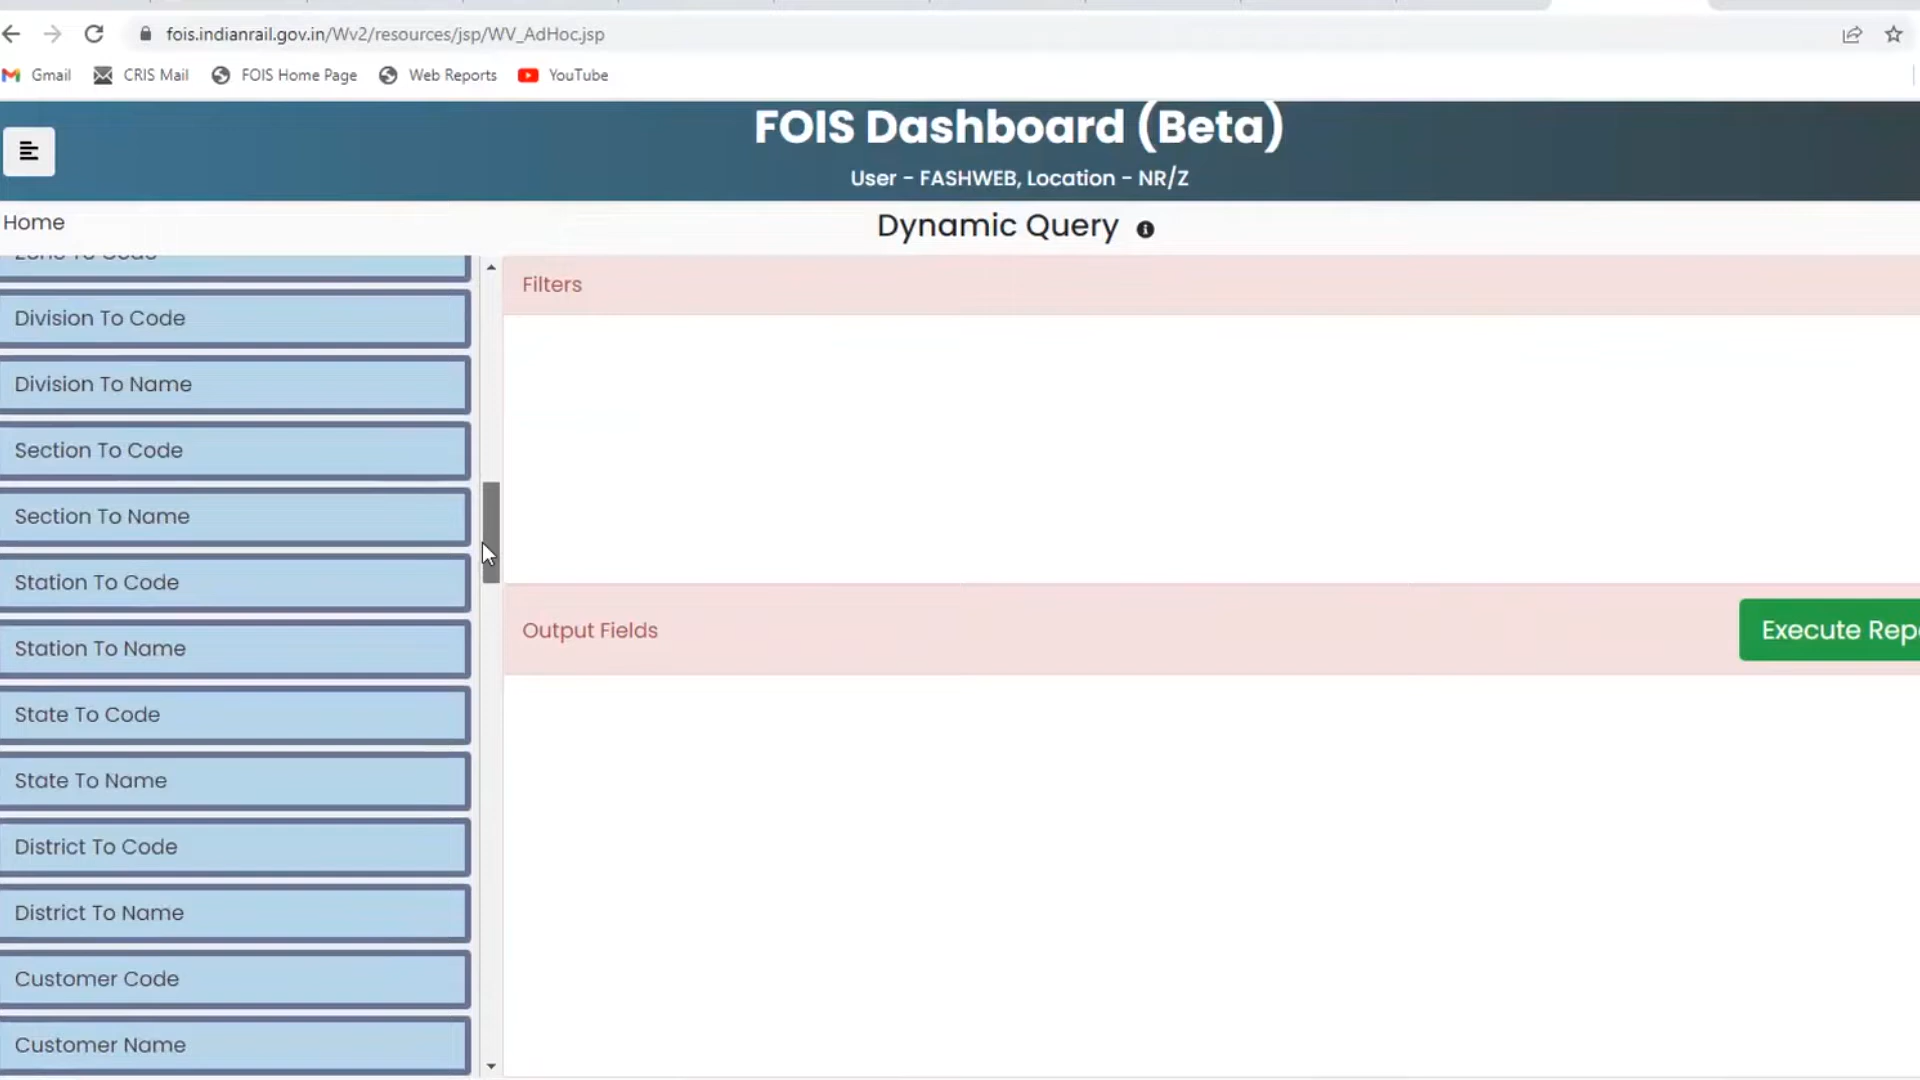 fois.indianrail.gov.in/Wv2/resources/jsp/WV_AdHoc.jsp
Gmail CRIS Mail FOIS Home Page Web Reports YouTube
FOIS Dashboard (Beta)
User - FASHWEB, Location - NR/Z
Home
Dynamic Query
Zone To Code
Division To Code
Division To Name
Section To Code
Section To Name
Station To Code
Station To Name
State To Code
State To Name
District To Code
District To Name
Customer Code
Customer Name
Filters
Output Fields
Execute Rep